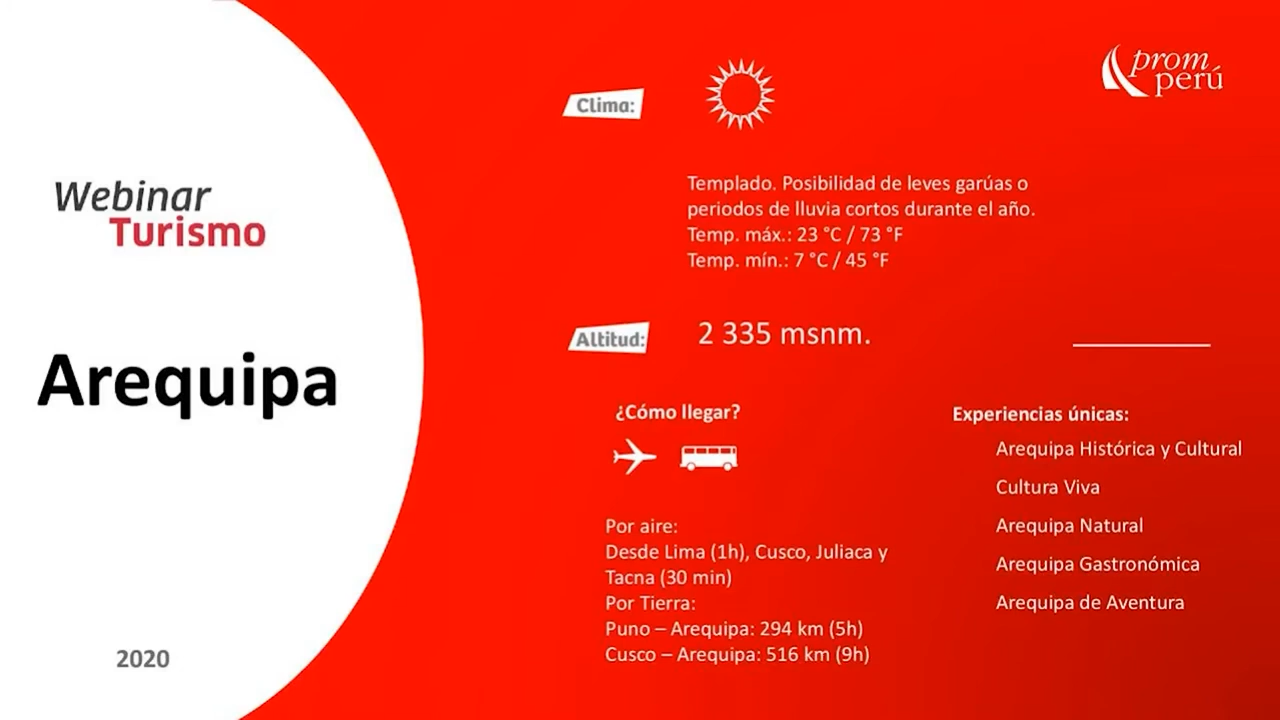 Webinar
Turismo
Arequipa
2020
prom
perú
Clima:
Templado. Posibilidad de leves garúas o
periodos de lluvia cortos durante el año.
Temp. máx.: 23 °C / 73 °F
Temp. mín.: 7 °C / 45 °F
Altitud:
2 335 msnm.
¿Cómo llegar?
Por aire:
Desde Lima (1h), Cusco, Juliaca y
Tacna (30 min)
Por Tierra:
Puno – Arequipa: 294 km (5h)
Cusco – Arequipa: 516 km (9h)
Experiencias únicas:
Arequipa Histórica y Cultural
Cultura Viva
Arequipa Natural
Arequipa Gastronómica
Arequipa de Aventura